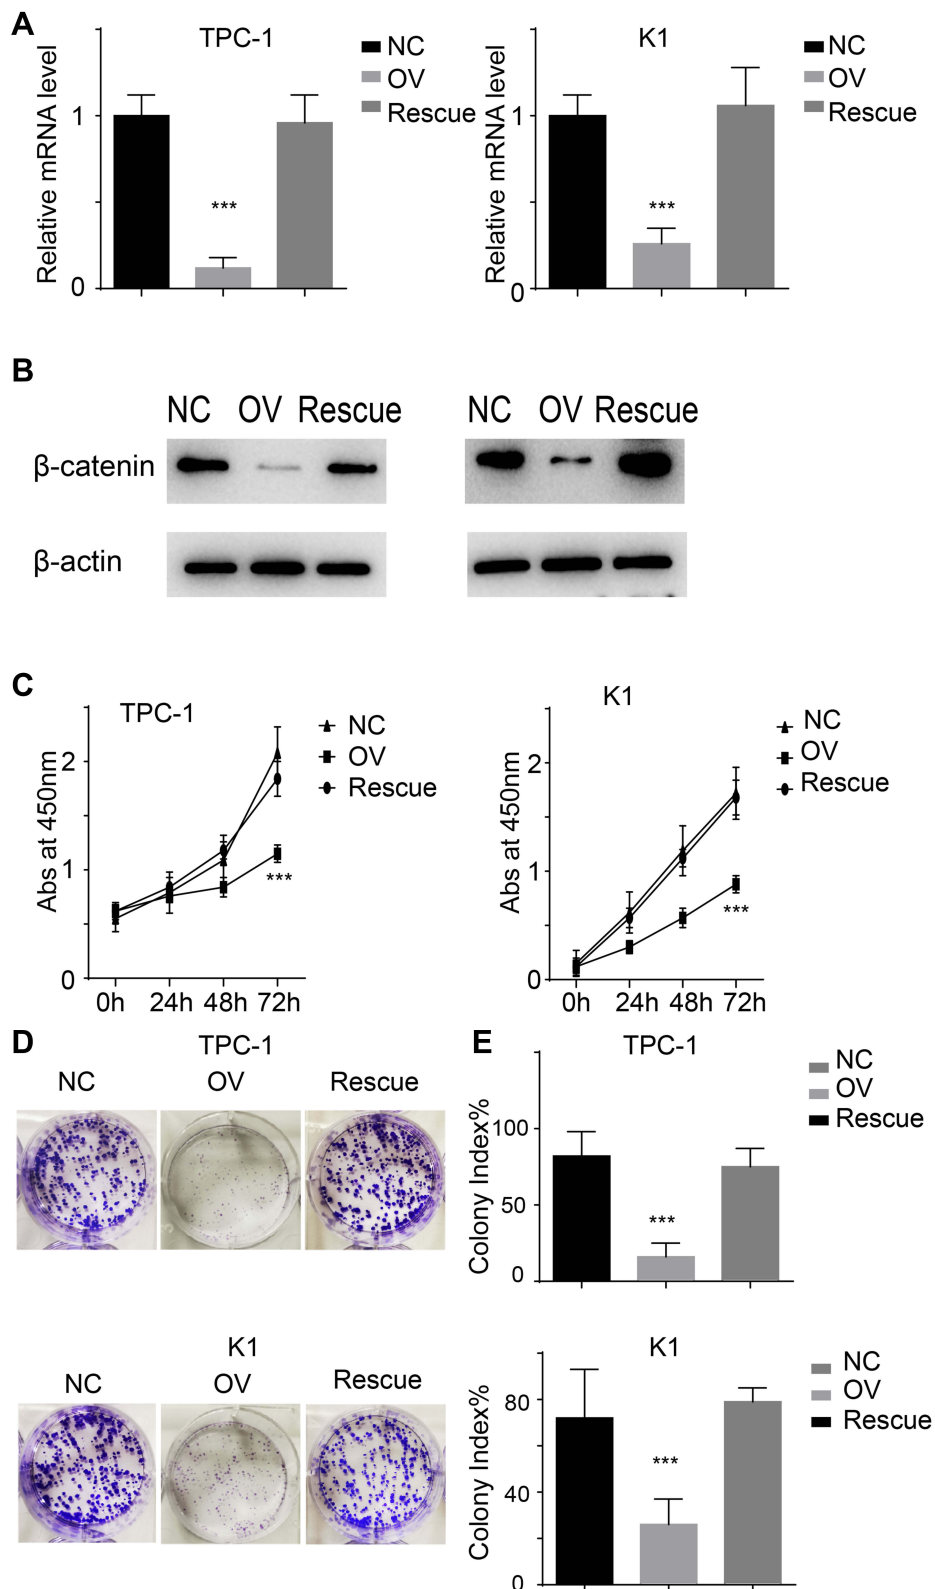 A
TPC-1
NC
OV
Rescue
Relative mRNA level
1
0
***
K1
NC
OV
Rescue
Relative mRNA level
1
0
***
B
NC OV Rescue
NC OV Rescue
β-catenin
β-actin
C
TPC-1
NC
OV
Rescue
Abs at 450nm
2
1
0
***
0h 24h 48h 72h
K1
NC
OV
Rescue
Abs at 450nm
2
1
0
***
0h 24h 48h 72h
D
TPC-1
NC OV Rescue
K1
NC OV Rescue
E
TPC-1
NC
OV
Rescue
Colony Index%
100
50
0
***
K1
NC
OV
Rescue
Colony Index%
80
40
0
***